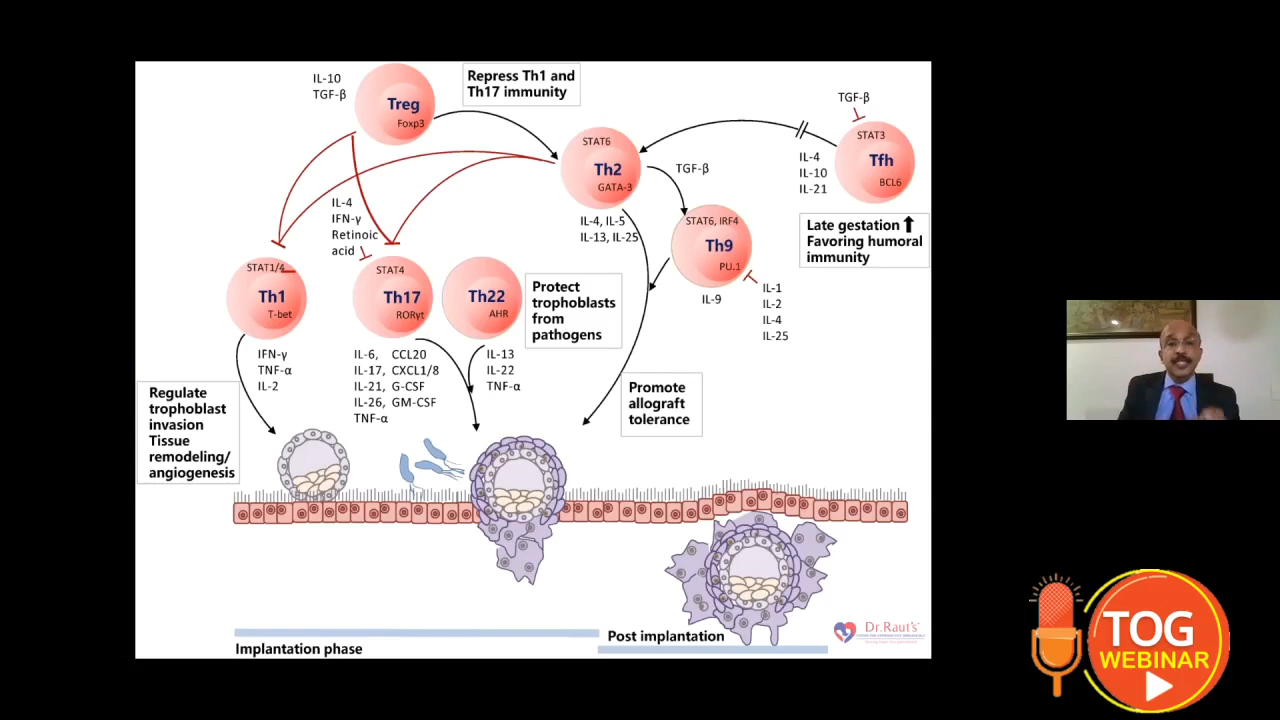 IL-10
TGF-β
Treg
Foxp3
Repress Th1 and
Th17 immunity
STAT6
Th2
GATA-3
TGF-β
TGF-β
STAT3
Tfh
BCL6
IL-4
IL-10
IL-21
Late gestation
Favoring humoral
immunity
IL-4
IFN-γ
Retinoic
acid
IL-4, IL-5
IL-13, IL-25
STAT6, IRF4
Th9
PU.1
IL-9
IL-1
IL-2
IL-4
IL-25
STAT1/4
Th1
T-bet
STAT4
Th17
RORγt
Th22
AHR
Protect
trophoblasts
from
pathogens
IFN-γ
TNF-α
IL-2
IL-6, CCL20
IL-17, CXCL1/8
IL-21, G-CSF
IL-26, GM-CSF
TNF-α
IL-13
IL-22
TNF-α
Regulate
trophoblast
invasion
Tissue
remodeling/
angiogenesis
Promote
allograft
tolerance
Implantation phase
Post implantation
Dr.Raut's
TOG
WEBINAR